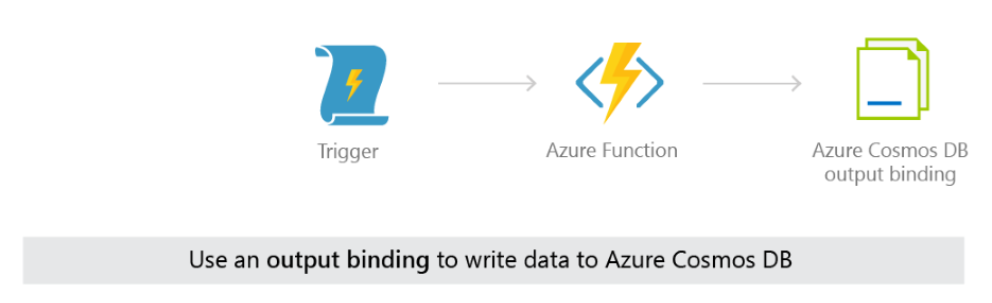 Trigger
Azure Function
Azure Cosmos DB
output binding
Use an output binding to write data to Azure Cosmos DB